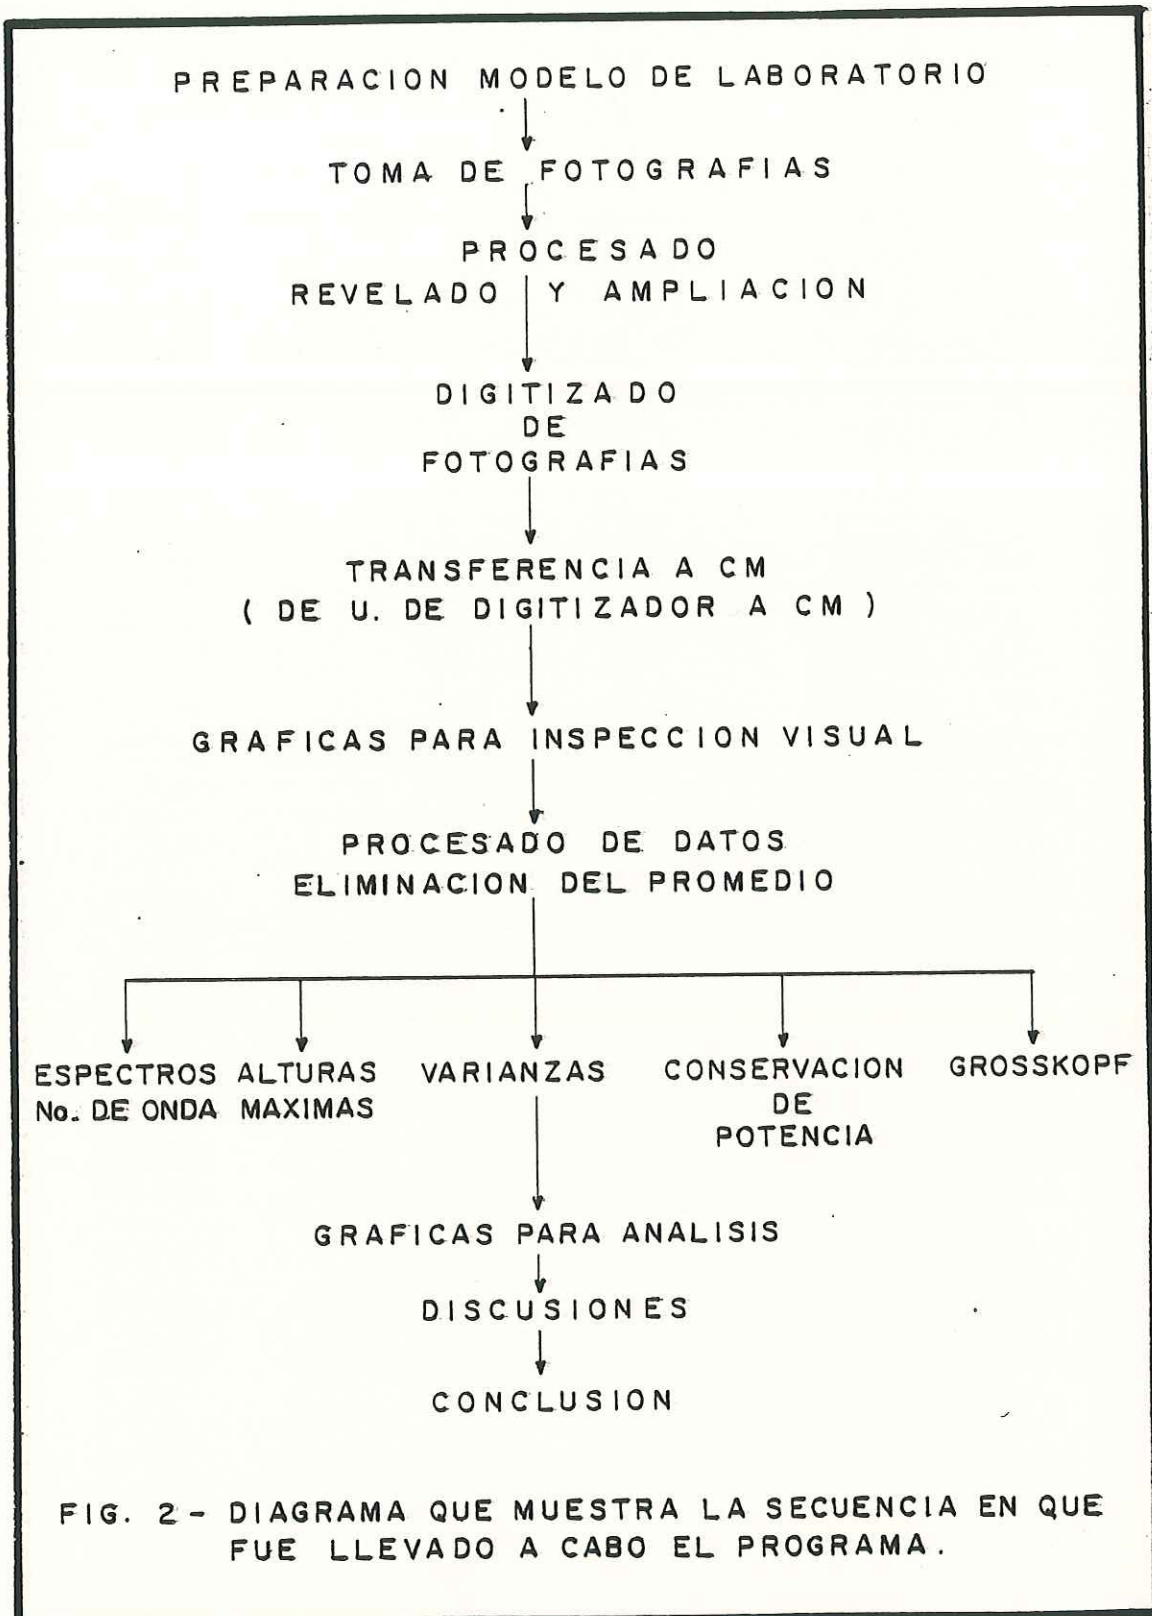 PREPARACION MODELO DE LABORATORIO
TOMA DE FOTOGRAFIAS
PROCESADO
REVELADO Y AMPLIACION
DIGITIZADO
DE
FOTOGRAFIAS
TRANSFERENCIA A CM
( DE U. DE DIGITIZADOR A CM )
GRAFICAS PARA INSPECCION VISUAL
PROCESADO DE DATOS
ELIMINACION DEL PROMEDIO
ESPECTROS
No. DE ONDA
ALTURAS
MAXIMAS
VARIANZAS
CONSERVACION
DE
POTENCIA
GROSSKOPF
GRAFICAS PARA ANALISIS
DISCUSIONES
CONCLUSION
FIG. 2 - DIAGRAMA QUE MUESTRA LA SECUENCIA EN QUE
FUE LLEVADO A CABO EL PROGRAMA.